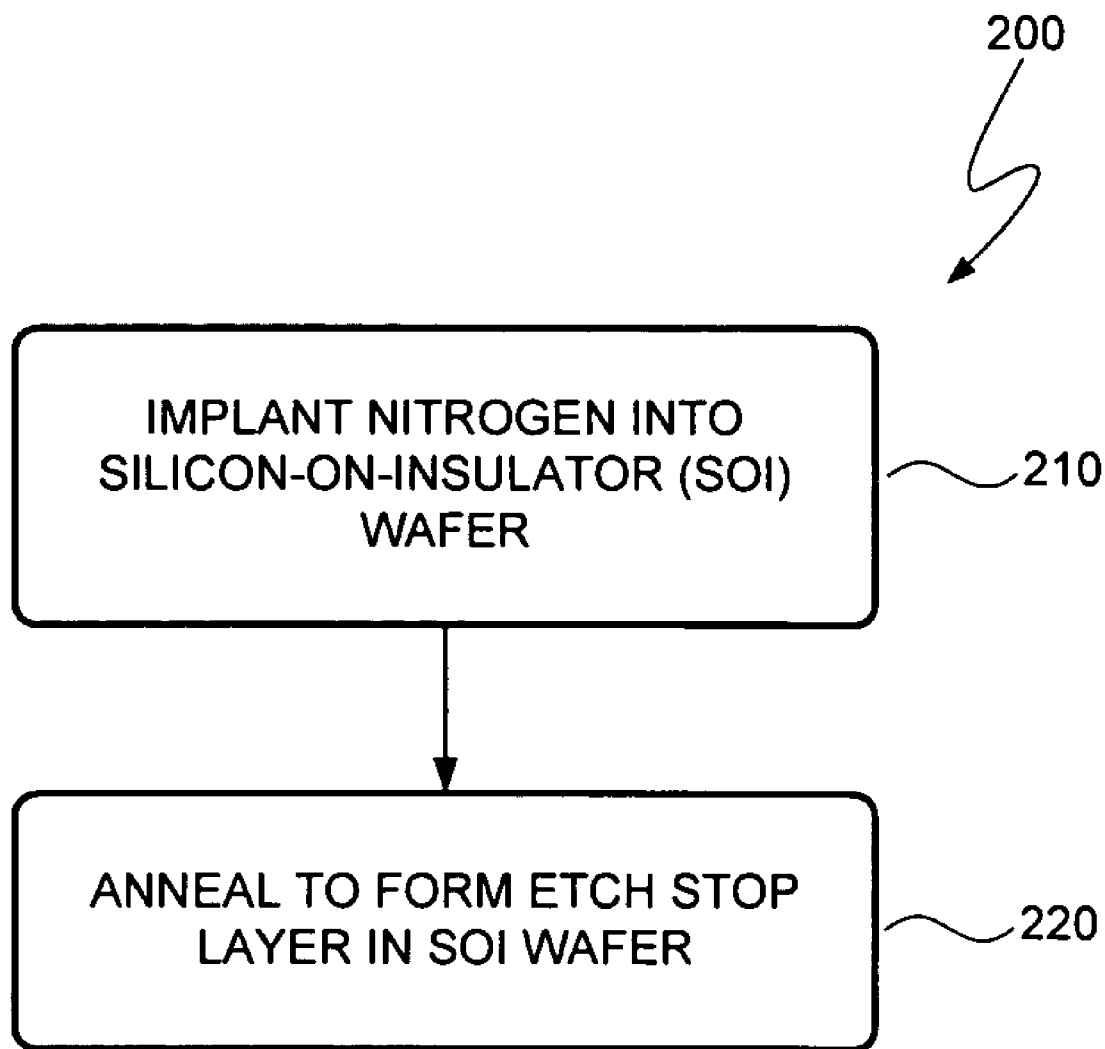 200
IMPLANT NITROGEN INTO
SILICON-ON-INSULATOR (SOI)
WAFER
210
ANNEAL TO FORM ETCH STOP
LAYER IN SOI WAFER
220